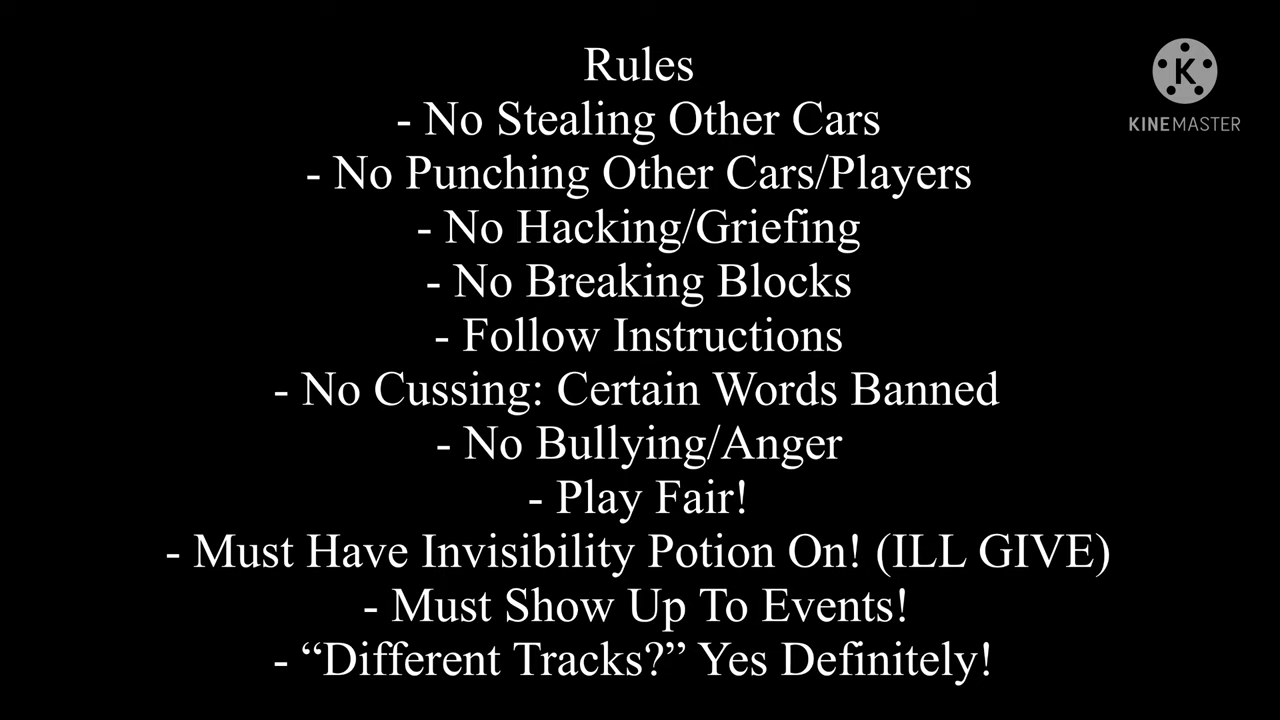 Rules
- No Stealing Other Cars
- No Punching Other Cars/Players
- No Hacking/Griefing
- No Breaking Blocks
- Follow Instructions
- No Cussing: Certain Words Banned
- No Bullying/Anger
- Play Fair!
- Must Have Invisibility Potion On! (ILL GIVE)
- Must Show Up To Events!
- “Different Tracks?” Yes Definitely!
K
KINEMASTER